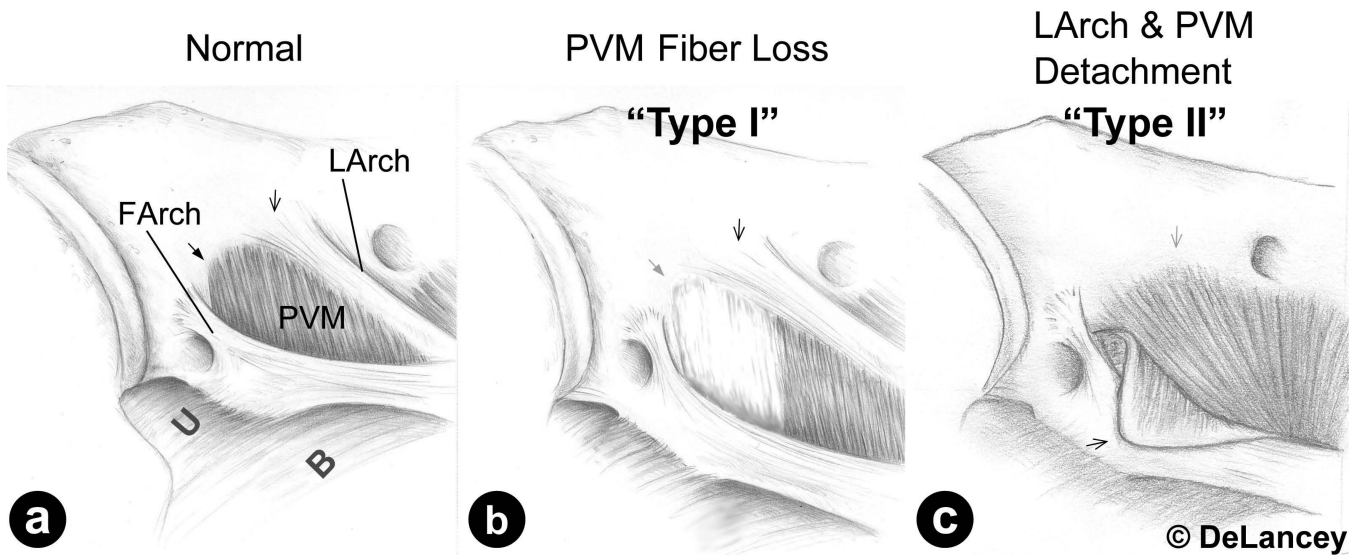 Normal
LArch
FArch
PVM
U
B
a
PVM Fiber Loss
“Type I”
b
LArch & PVM
Detachment
“Type II”
c
© DeLancey